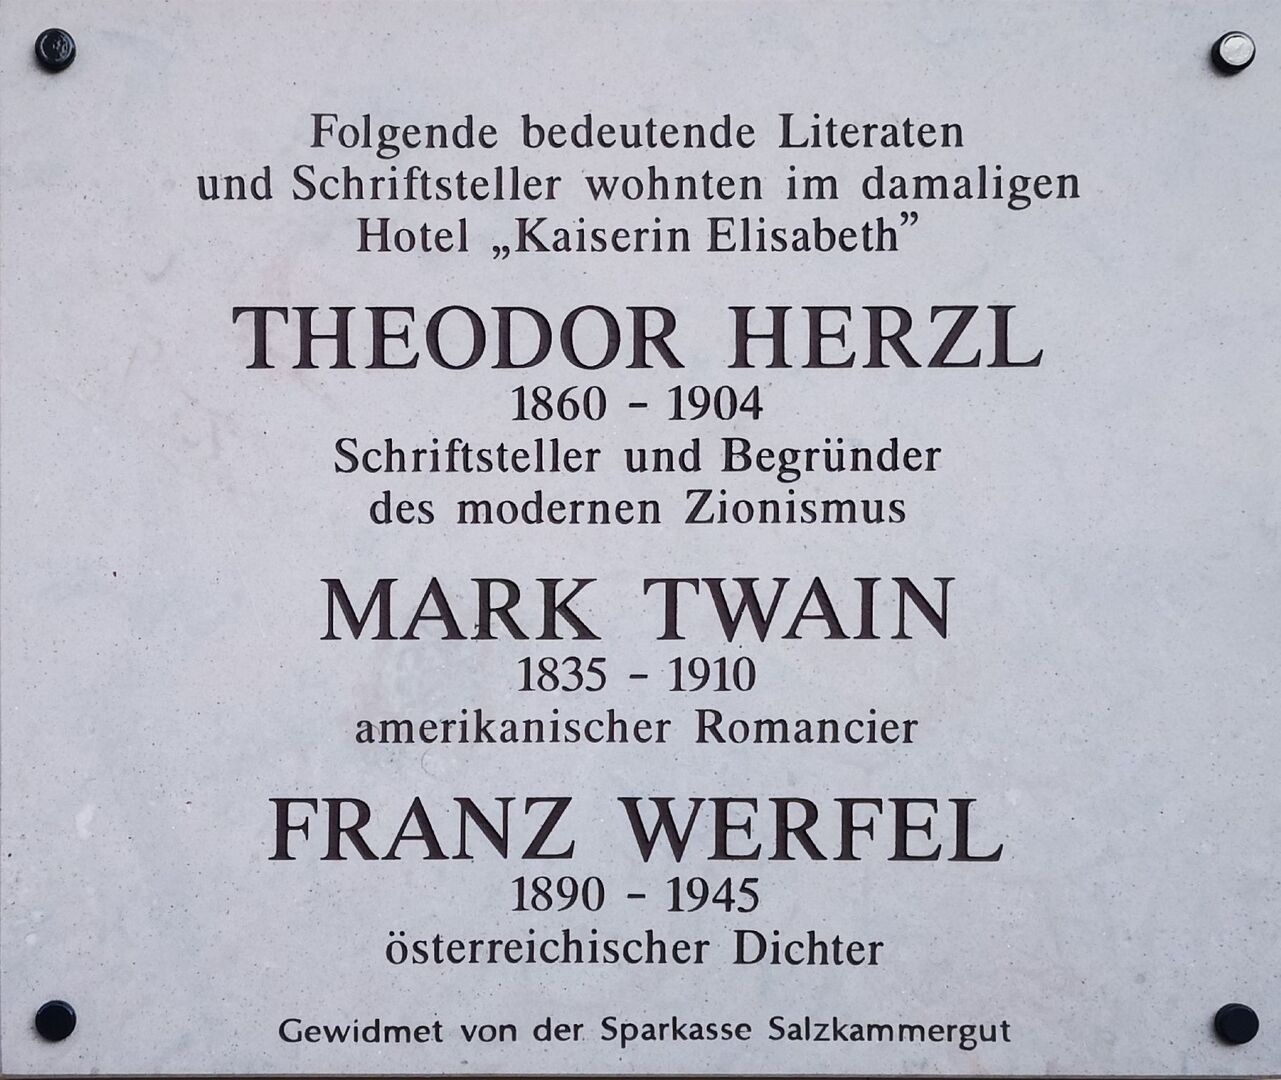 Folgende bedeutende Literaten
und Schriftsteller wohnten im damaligen
Hotel „Kaiserin Elisabeth”
THEODOR HERZL
1860 – 1904
Schriftsteller und Begründer
des modernen Zionismus
MARK TWAIN
1835 – 1910
amerikanischer Romancier
FRANZ WERFEL
1890 – 1945
österreichischer Dichter
Gewidmet von der Sparkasse Salzkammergut